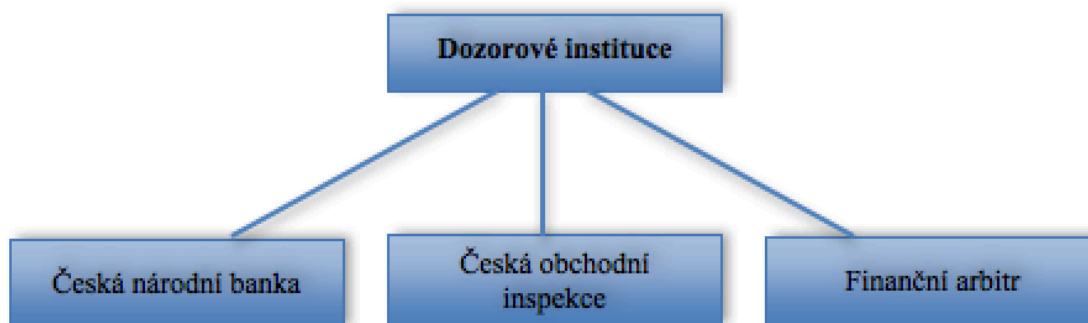 Dozorové instituce
Česká národní banka
Česká obchodní
inspekce
Finanční arbitr